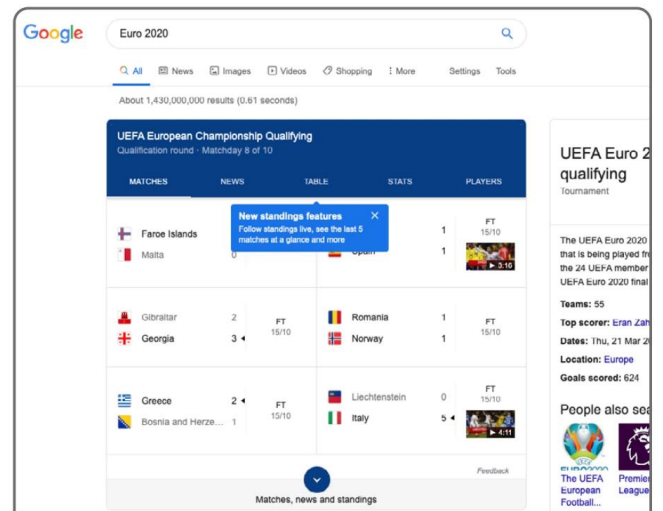 Google
Euro 2020
All News Images Videos Shopping More Settings Tools
About 1,430,000,000 results (0.61 seconds)
UEFA European Championship Qualifying
Qualification round · Matchday 8 of 10
MATCHES NEWS TABLE STATS PLAYERS
New standings features
Follow standings live, see the last 5
matches at a glance and more
Faroe Islands
Malta 0
1
Spain 1
FT
15/10
3:16
Gibraltar 2
Georgia 3
FT
15/10
Romania 1
Norway 1
FT
15/10
Greece 2
Bosnia and Herze... 1
FT
15/10
Liechtenstein 0
Italy 5
FT
15/10
4:11
Feedback
Matches, news and standings
UEFA Euro 2
qualifying
Tournament
The UEFA Euro 2020
that is being played fr
the 24 UEFA member
UEFA Euro 2020 final
Teams: 55
Top scorer: Eran Zah
Dates: Thu, 21 Mar 20
Location: Europe
Goals scored: 624
People also sea
EURO2020
The UEFA
European
Football...
Premie
League